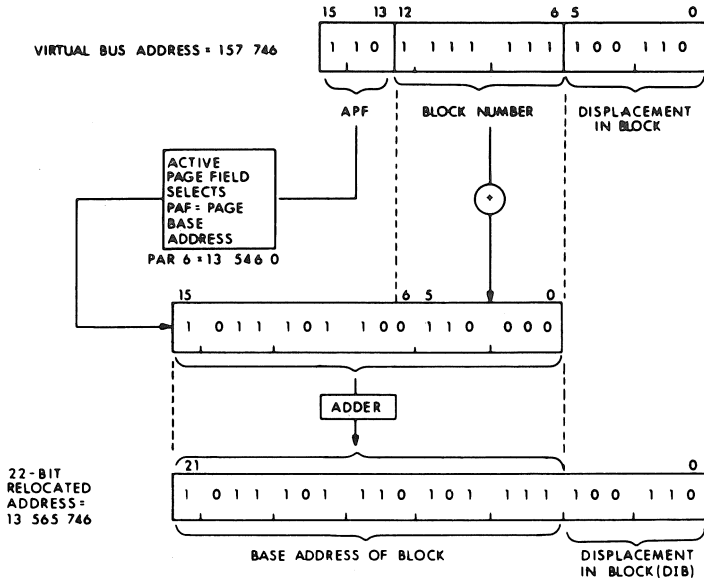 15 13 12 6 5 0
VIRTUAL BUS ADDRESS = 157 746
1 1 0 1 1 1 1 1 1 1 1 0 0 1 1 0
APF
BLOCK NUMBER
DISPLACEMENT
IN BLOCK
ACTIVE
PAGE FIELD
SELECTS
PAF = PAGE
BASE
ADDRESS
+
PAR 6 = 13 546 0
15 6 5 0
1 0 1 1 1 0 1 1 0 0 1 1 0 0 0 0
ADDER
21 0
22-BIT
RELOCATED
ADDRESS =
13 565 746
1 0 1 1 1 0 1 1 1 0 1 0 1 1 1 1 1 0 0 1 1 0
BASE ADDRESS OF BLOCK
DISPLACEMENT
IN BLOCK (DIB)